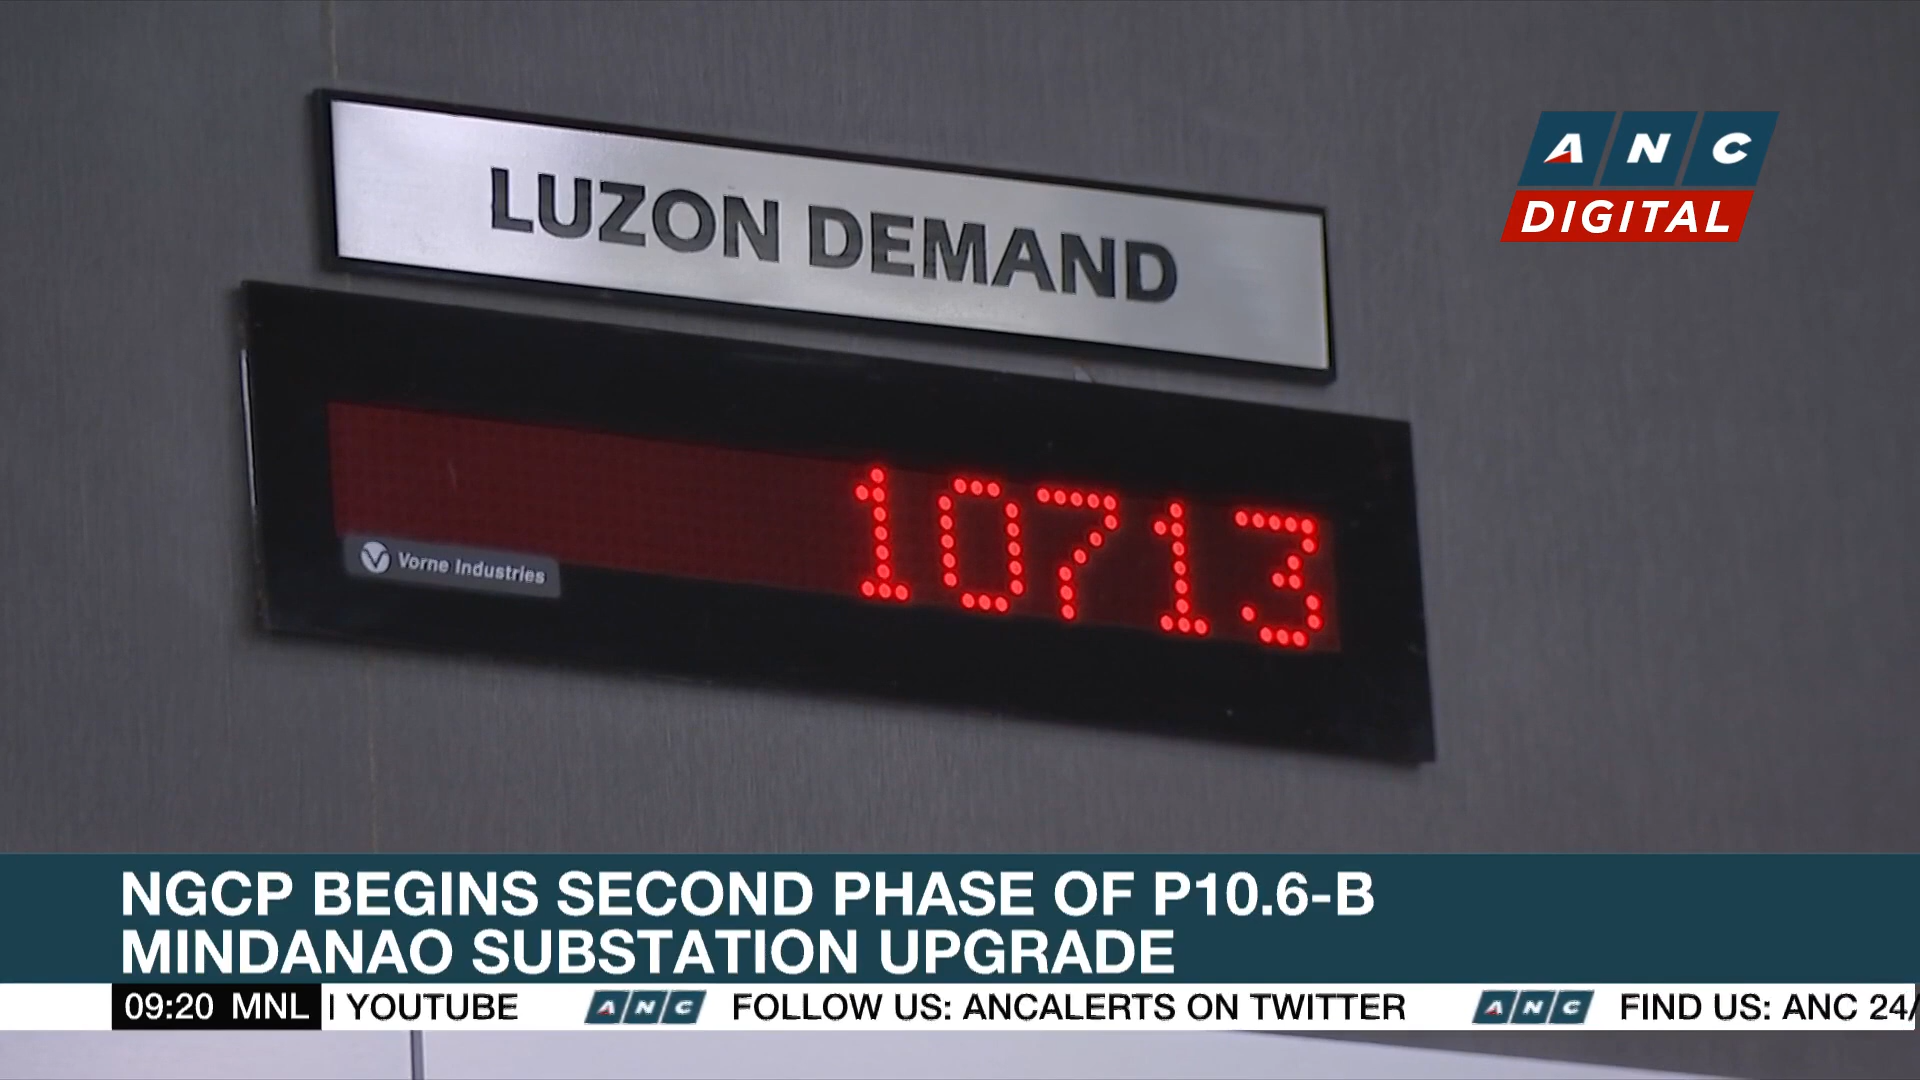 LUZON DEMAND
ANC
DIGITAL
10713
Vorne Industries
NGCP BEGINS SECOND PHASE OF P10.6-B
MINDANAO SUBSTATION UPGRADE
09:20 MNL YOUTUBE ANC FOLLOW US: ANCALERTS ON TWITTER ANC FIND US: ANC 24/